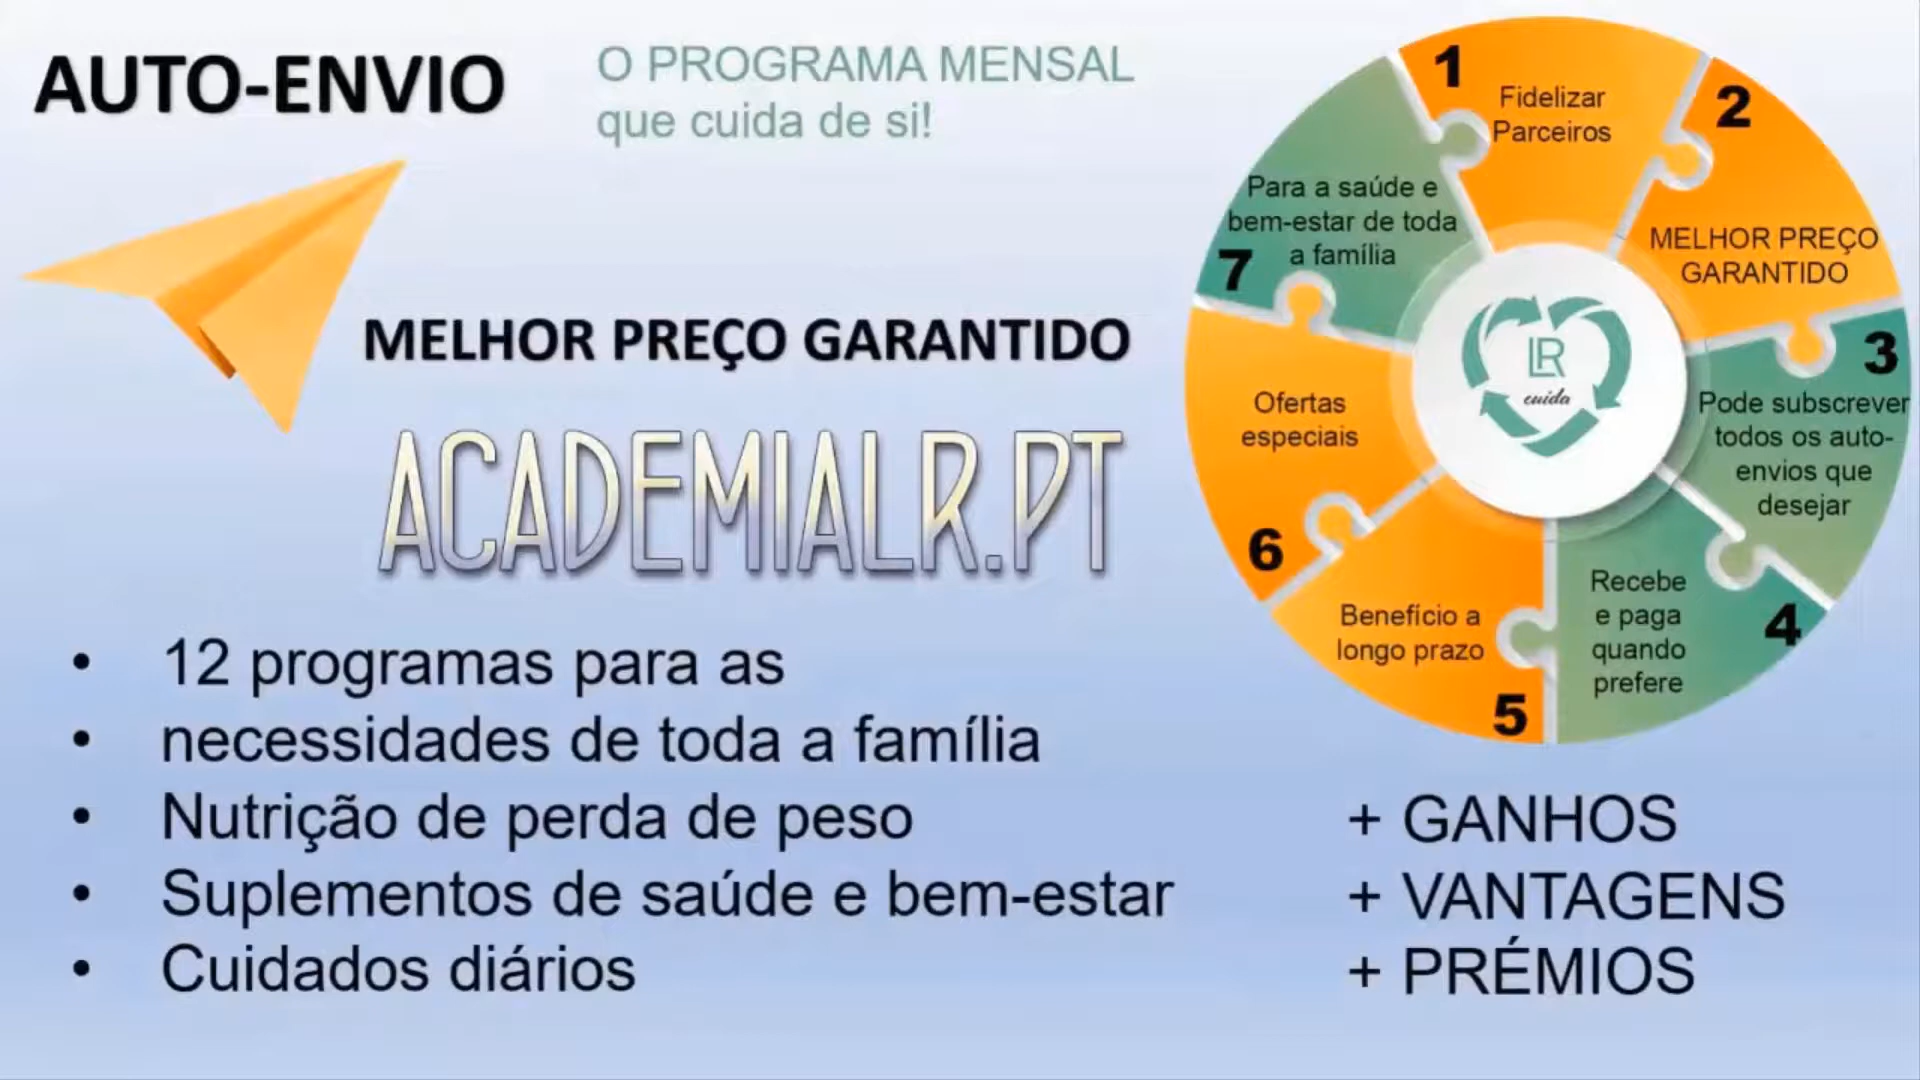 AUTO-ENVIO
O PROGRAMA MENSAL
que cuida de si!
MELHOR PREÇO GARANTIDO
ACADEMIALR.PT
• 12 programas para as
• necessidades de toda a família
• Nutrição de perda de peso
• Suplementos de saúde e bem-estar
• Cuidados diários
1
Fidelizar
Parceiros
2
MELHOR PREÇO
GARANTIDO
3
Pode subscrever
todos os auto-
envios que
desejar
4
Recebe
e paga
quando
prefere
5
Benefício a
longo prazo
6
Ofertas
especiais
7
Para a saúde e
bem-estar de toda
a família
LR
cuida
+ GANHOS
+ VANTAGENS
+ PRÉMIOS